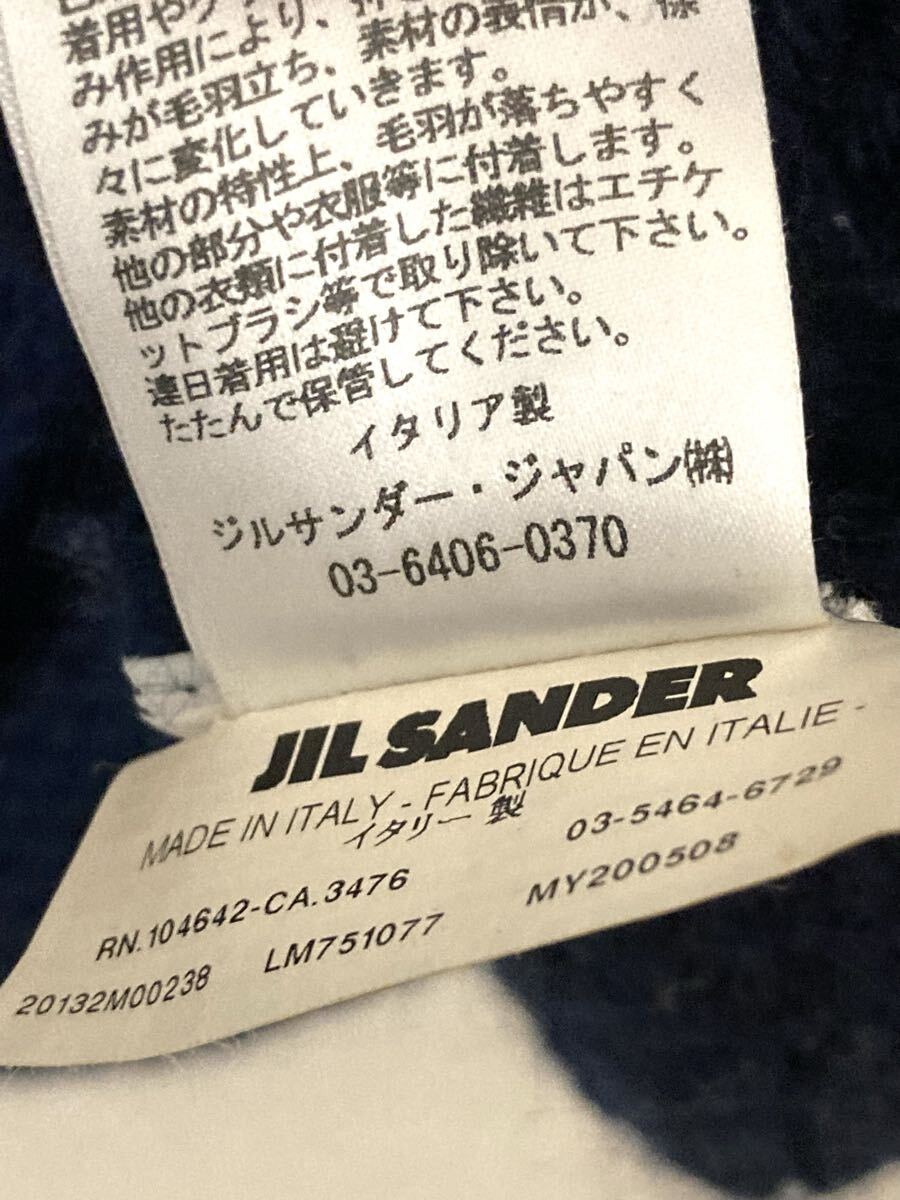 着用や
み作用により、
みが毛羽立ち、素材の表情が、徐
々に変化していきます。
素材の特性上、毛羽が落ちやすく
他の部分や衣服等に付着します。
他の衣類に付着した繊維はエチケ
ットブラシ等で取り除いて下さい。
連日着用は避けて下さい。
たたんで保管してください。
イタリア製
ジルサンダー・ジャパン㈱
03-6406-0370
JIL SANDER
MADE IN ITALY - FABRIQUE EN ITALIE -
イタリー 製 03-5464-6729
RN.104642-CA.3476 MY200508
20132M00238 LM751077